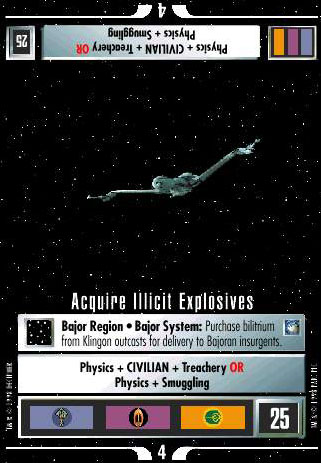 4
Physics + CIVILIAN + Treachery OR
Physics + Smuggling
25
Acquire Illicit Explosives
Bajor Region • Bajor System: Purchase bilitrium
from Klingon outcasts for delivery to Bajoran insurgents.
Physics + CIVILIAN + Treachery OR
Physics + Smuggling
25
4